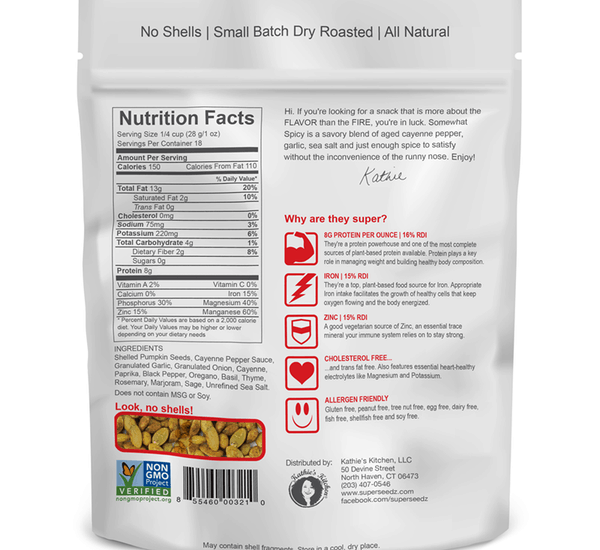 No Shells | Small Batch Dry Roasted | All Natural
Nutrition Facts
Serving Size 1/4 cup (28 g/1 oz)
Servings Per Container 18
Amount Per Serving
Calories 150 Calories From Fat 110
% Daily Value*
Total Fat 13g 20%
Saturated Fat 2g 10%
Trans Fat 0g
Cholesterol 0mg 0%
Sodium 75mg 3%
Potassium 220mg 6%
Total Carbohydrate 4g 1%
Dietary Fiber 2g 8%
Sugars 0g
Protein 8g
Vitamin A 2% Vitamin C 0%
Calcium 0% Iron 15%
Phosphorus 30% Magnesium 40%
Zinc 15% Manganese 60%
* Percent Daily Values are based on a 2,000 calorie
diet. Your Daily Values may be higher or lower
depending on your dietary needs
INGREDIENTS
Shelled Pumpkin Seeds, Cayenne Pepper Sauce,
Granulated Garlic, Granulated Onion, Cayenne,
Paprika, Black Pepper, Oregano, Basil, Thyme,
Rosemary, Marjoram, Sage, Unrefined Sea Salt.
Does not contain MSG or Soy.
Look, no shells!
NON
GMO
Project
VERIFIED
nongmoproject.org
8 55460 00321 0
Hi. If you're looking for a snack that is more about the
FLAVOR than the FIRE, you're in luck. Somewhat
Spicy is a savory blend of aged cayenne pepper,
garlic, sea salt and just enough spice to satisfy
without the inconvenience of the runny nose. Enjoy!
Kathie
Why are they super?
8G PROTEIN PER OUNCE | 16% RDI
They're a protein powerhouse and one of the most complete
sources of plant-based protein available. Protein plays a key
role in managing weight and building healthy body composition.
IRON | 15% RDI
They're a top, plant-based food source for Iron. Appropriate
Iron intake facilitates the growth of healthy cells that keep
oxygen flowing and the body energized.
ZINC | 15% RDI
A good vegetarian source of Zinc, an essential trace
mineral your immune system relies on to stay strong.
CHOLESTEROL FREE...
...and trans fat free. Also features essential heart-healthy
electrolytes like Magnesium and Potassium.
ALLERGEN FRIENDLY
Gluten free, peanut free, tree nut free, egg free, dairy free,
fish free, shellfish free and soy free.
Distributed by:
Kathie's Kitchen
Kathie's Kitchen, LLC
50 Devine Street
North Haven, CT 06473
(203) 407-0546
www.superseedz.com
facebook.com/superseedz
May contain shell fragments. Store in a cool, dry place.